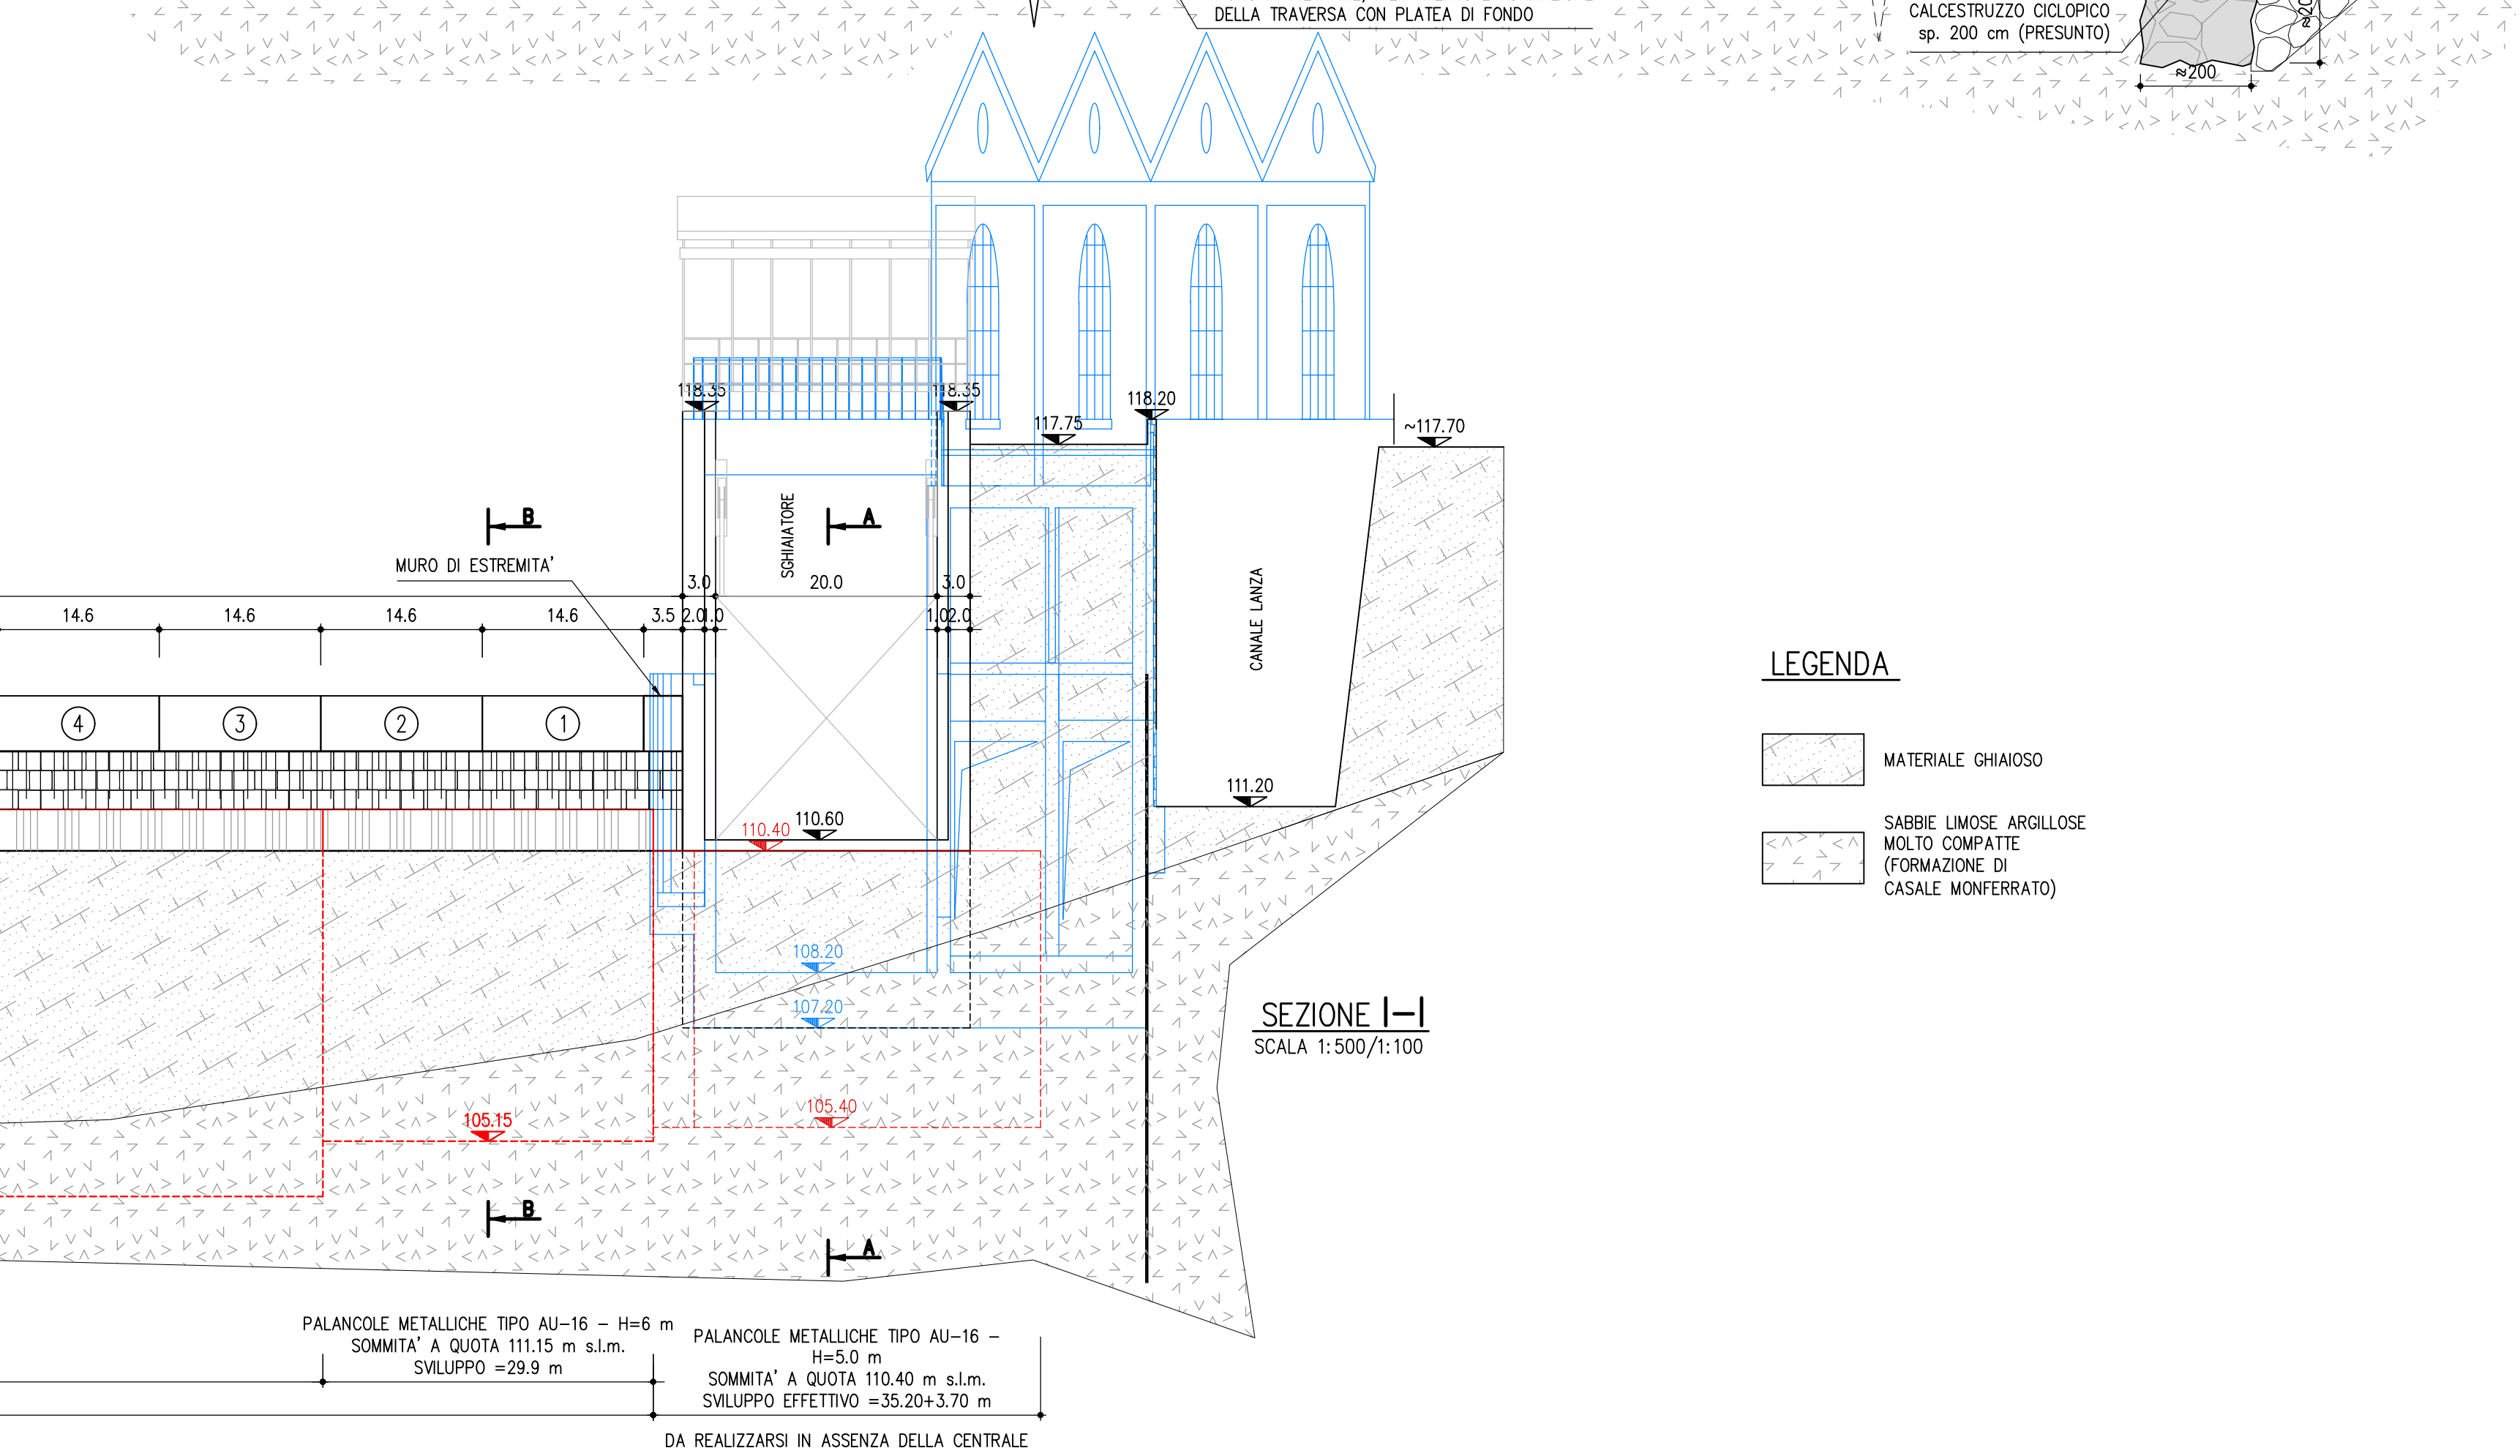 DELLA TRAVERSA CON PLATEA DI FONDO
CALCESTRUZZO CICLOPICO
sp. 200 cm (PRESUNTO)
≈200
118.35
118.35
118.20
117.75
~117.70
SGHIAIATORE
B
A
MURO DI ESTREMITA'
3.0
20.0
3.0
14.6
14.6
14.6
14.6
3.5
2.0
1.0
1.0
2.0
CANALE LANZA
LEGENDA
4
3
2
1
MATERIALE GHIAIOSO
111.20
110.60
110.40
SABBIE LIMOSE ARGILLOSE
MOLTO COMPATTE
(FORMAZIONE DI
CASALE MONFERRATO)
108.20
107.20
SEZIONE I–I
SCALA 1:500/1:100
105.15
105.40
B
A
PALANCOLE METALLICHE TIPO AU–16 – H=6 m
SOMMITA' A QUOTA 111.15 m s.l.m.
SVILUPPO =29.9 m
PALANCOLE METALLICHE TIPO AU–16 –
H=5.0 m
SOMMITA' A QUOTA 110.40 m s.l.m.
SVILUPPO EFFETTIVO =35.20+3.70 m
DA REALIZZARSI IN ASSENZA DELLA CENTRALE